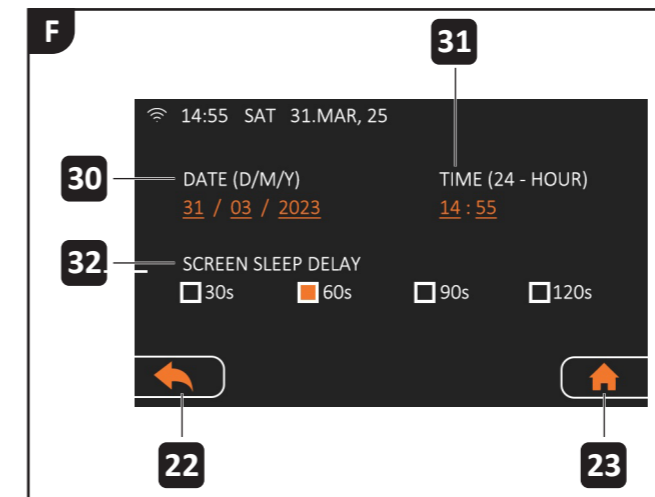 F
31
14:55 SAT 31.MAR, 25
30
DATE (D/M/Y)
TIME (24 - HOUR)
31 / 03 / 2023
14 : 55
32
SCREEN SLEEP DELAY
30s
60s
90s
120s
22
23